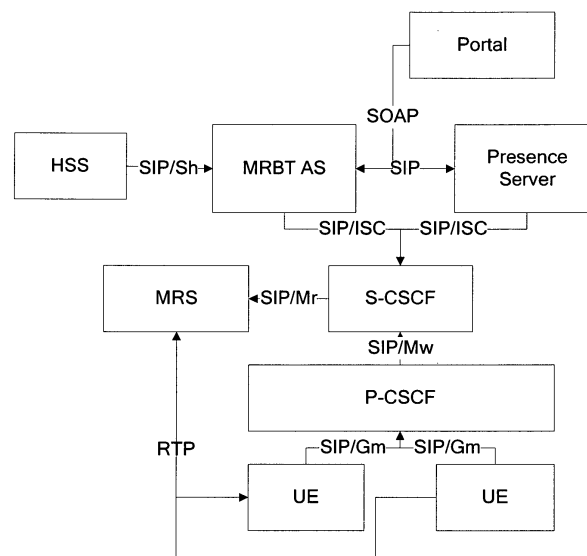 Portal
SOAP
HSS
SIP/Sh
MRBT AS
SIP
Presence
Server
SIP/ISC
SIP/ISC
MRS
SIP/Mr
S-CSCF
SIP/Mw
P-CSCF
RTP
SIP/Gm
SIP/Gm
UE
UE